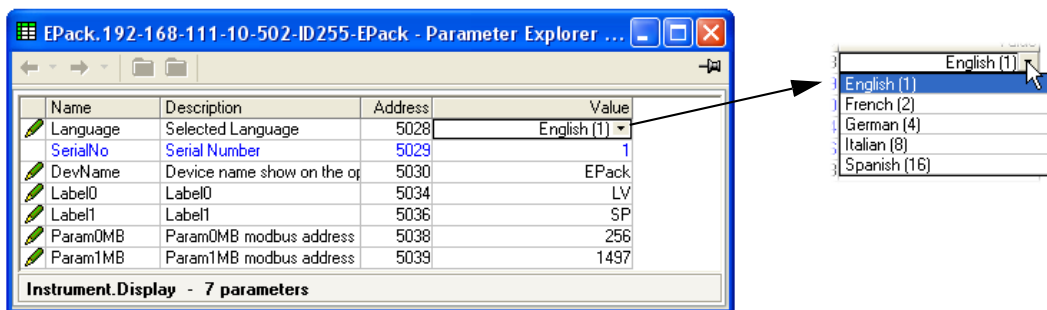 EPack.192-168-111-10-502-ID255-EPack - Parameter Explorer ...
Name Description Address Value
Language Selected Language 5028 English (1)
SerialNo Serial Number 5029 1
DevName Device name show on the op 5030 EPack
Label0 Label0 5034 LV
Label1 Label1 5036 SP
Param0MB Param0MB modbus address 5038 256
Param1MB Param1MB modbus address 5039 1497
Instrument.Display - 7 parameters
English (1)
English (1)
French (2)
German (4)
Italian (8)
Spanish (16)